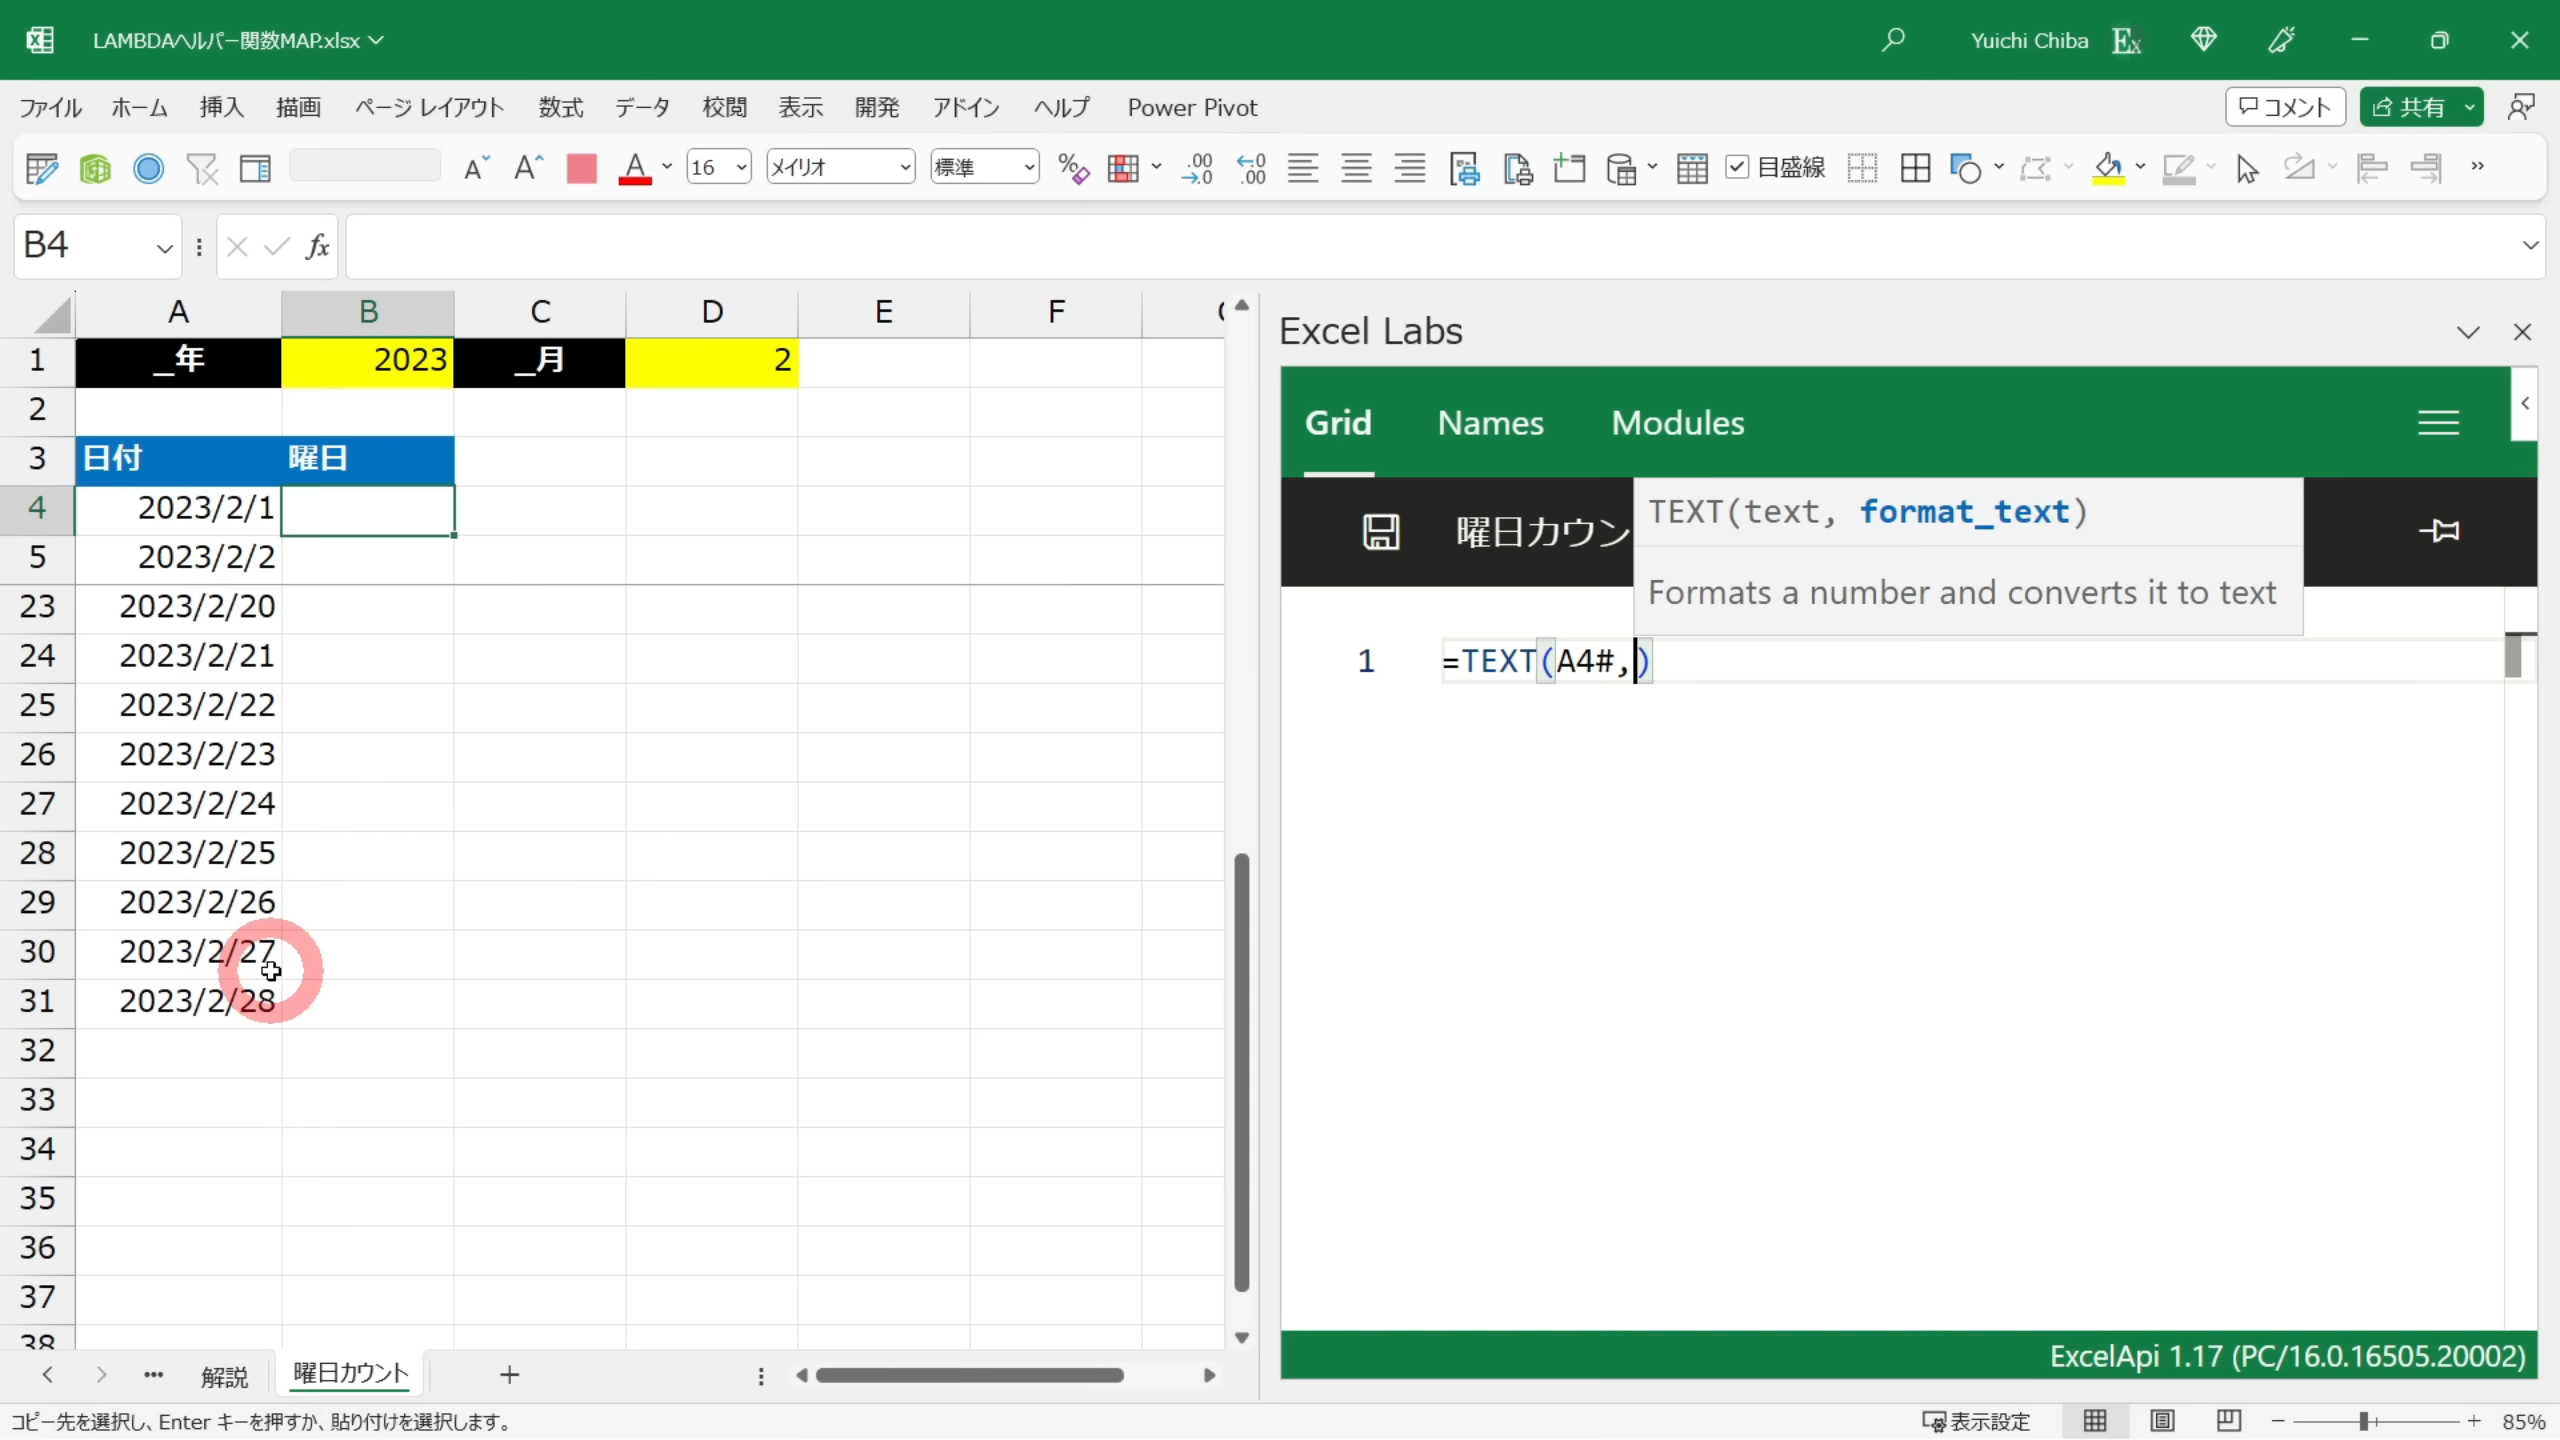 LAMBDAヘルパー関数MAP.xlsx
Yuichi Chiba
ファイル ホーム 挿入 描画 ページ レイアウト 数式 データ 校閲 表示 開発 アドイン ヘルプ Power Pivot コメント 共有
16 メイリオ 標準 目盛線
B4 fx
A B C D E F
1 _年 2023 _月 2
2
3 日付 曜日
4 2023/2/1
5 2023/2/2
23 2023/2/20
24 2023/2/21
25 2023/2/22
26 2023/2/23
27 2023/2/24
28 2023/2/25
29 2023/2/26
30 2023/2/27
31 2023/2/28
32
33
34
35
36
37
38
解説 曜日カウント
コピー先を選択し、Enter キーを押すか、貼り付けを選択します。
Excel Labs
Grid Names Modules
曜日カウン
TEXT(text, format_text)
Formats a number and converts it to text
1 =TEXT(A4#,)
ExcelApi 1.17 (PC/16.0.16505.20002)
表示設定 85%